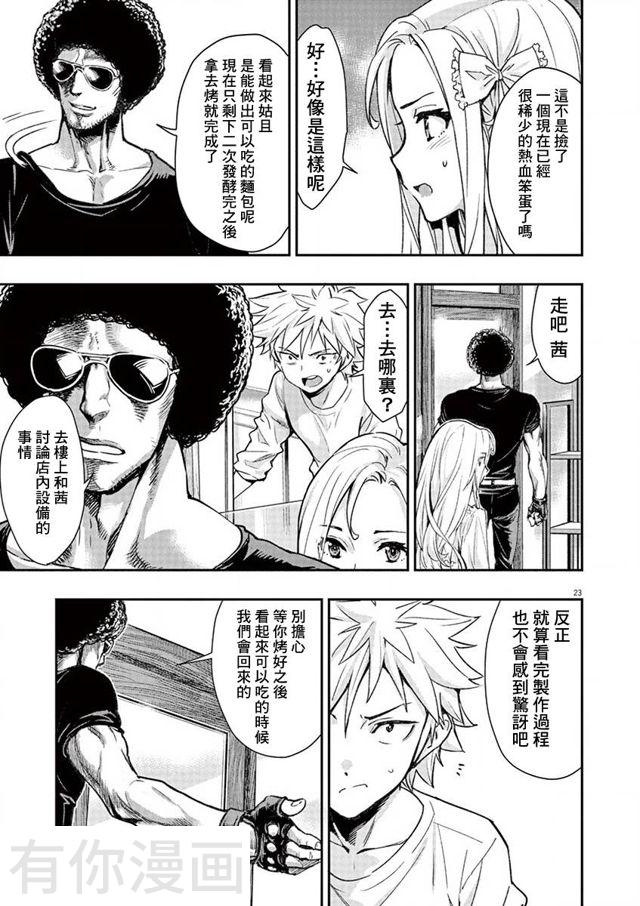 這不是撿了
一個現在已經
很稀少的熱血笨蛋了嗎
好…好像是這樣呢
看起來姑且
是能做出可以吃的麵包呢
現在只剩下二次發酵完之後
拿去烤就完成了
走吧 茜
去…去哪裏？
去樓上和茜
討論店內設備的
事情
23
反正
就算看完製作過程
也不會感到驚訝吧
別擔心
等你烤好之後
看起來可以吃的時候
我們會回來的
有你漫画